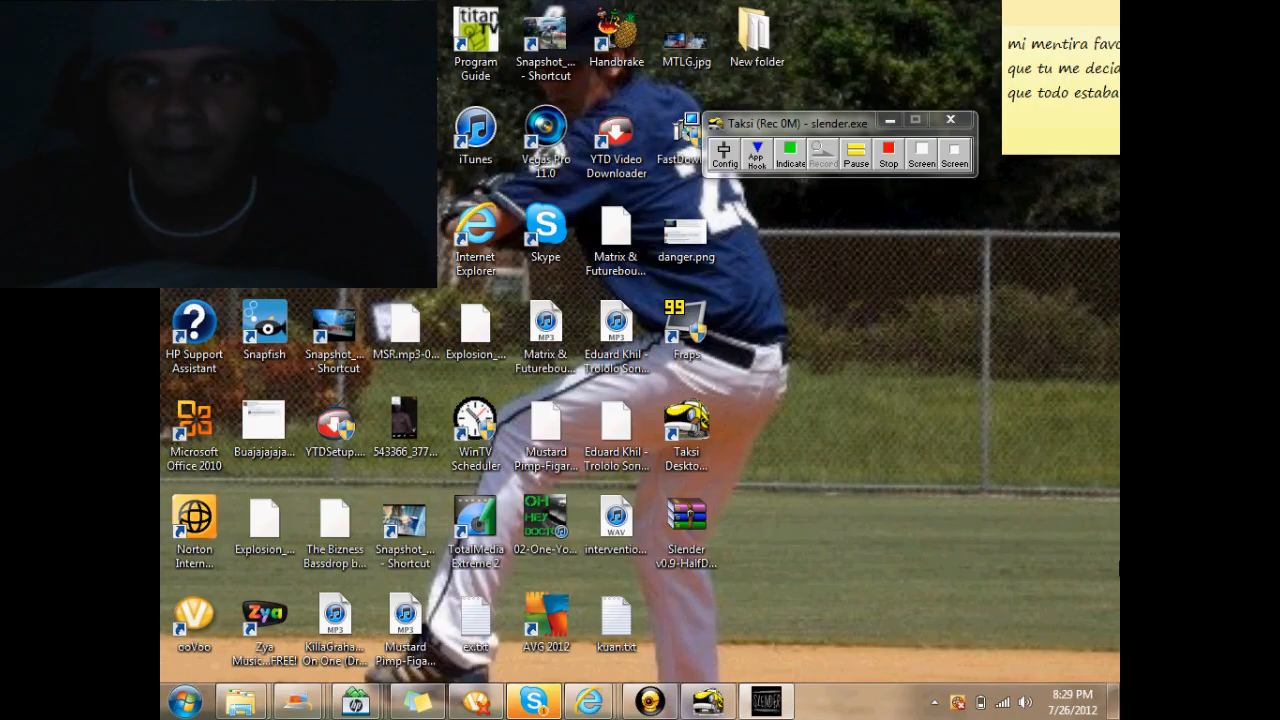 Program
Guide
Snapshot_...
- Shortcut
Handbrake
MTLG.jpg
New folder
mi mentira favo
que tu me decia
que todo estaba
Taksi (Rec 0M) - slender.exe
Config
App
Hook
Indicate
Record
Pause
Stop
Screen
Screen
iTunes
Vegas Pro
11.0
YTD Video
Downloader
FastDow
Internet
Explorer
Skype
Matrix &
Futurebou...
danger.png
HP Support
Assistant
Snapfish
Snapshot_...
- Shortcut
MSR.mp3-0...
Explosion_...
Matrix &
Futurebou...
Eduard Khil -
Trololo Son...
99
Fraps
Microsoft
Office 2010
Buajajajaja...
YTDSetup....
543366_377...
WinTV
Scheduler
Mustard
Pimp-Figar...
Eduard Khil -
Trololo Son...
Taksi
Deskto...
Norton
Intern...
Explosion_...
The Bizness
Bassdrop b...
Snapshot_...
- Shortcut
TotalMedia
Extreme 2
02-One-Yo...
interventio...
Slender
v0.9-HalfD...
ooVoo
Zya
Music...FREE!
KillaGraha...
On One (Dr...
Mustard
Pimp-Figa...
ex.txt
AVG 2012
kuan.txt
8:29 PM
7/26/2012